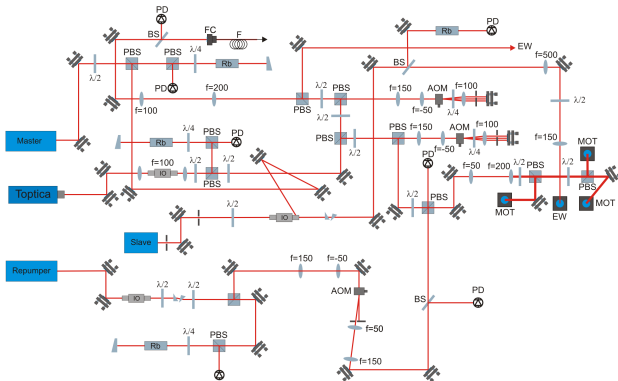 PD
FC
F
BS
PD
Rb
EW
f=500
BS
λ/2
PBS
PBS
λ/2
Rb
PD
f=100
f=200
PBS
λ/2
PBS
λ/2
f=150
f=-50
AOM
λ/4
f=100
λ/2
f=150
Master
Rb
λ/4
PBS
PD
PBS
λ/2
PBS
f=150
f=-50
AOM
λ/4
f=100
PD
MOT
Toptica
f=100
IO
λ/2
λ/2
PBS
f=50
f=200
λ/2
PBS
λ/2
PBS
λ/2
PBS
MOT
EW
MOT
Slave
λ/2
IO
Repumper
IO
λ/2
λ/2
f=150
f=-50
AOM
BS
PD
f=50
Rb
λ/4
PBS
f=150